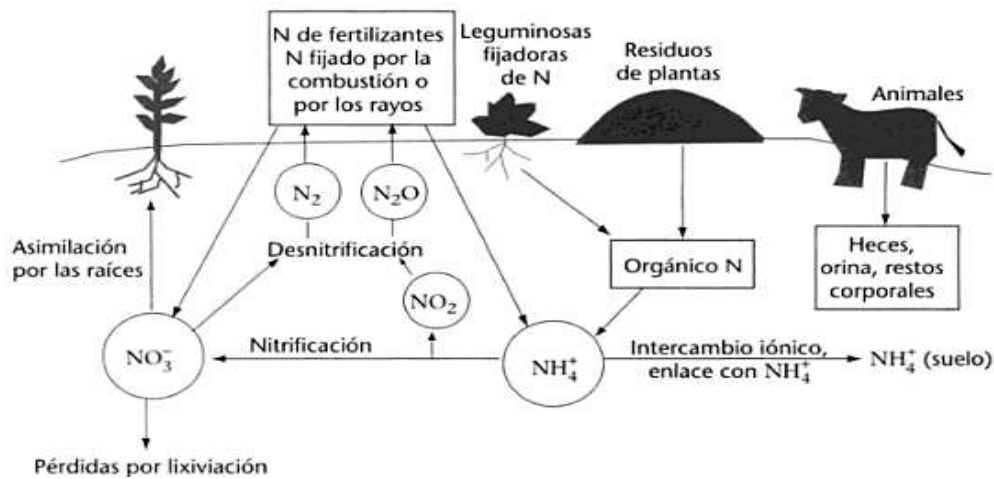 N de fertilizantes
N fijado por la
combustión o
por los rayos
Leguminosas
fijadoras
de N
Residuos
de plantas
Animales
N₂
N₂O
Asimilación
por las raíces
Desnitrificación
NO₂
Orgánico N
Heces,
orina, restos
corporales
NO₃⁻
Nitrificación
NH₄⁺
Intercambio iónico,
enlace con NH₄⁺
NH₄⁺ (suelo)
Pérdidas por lixiviación